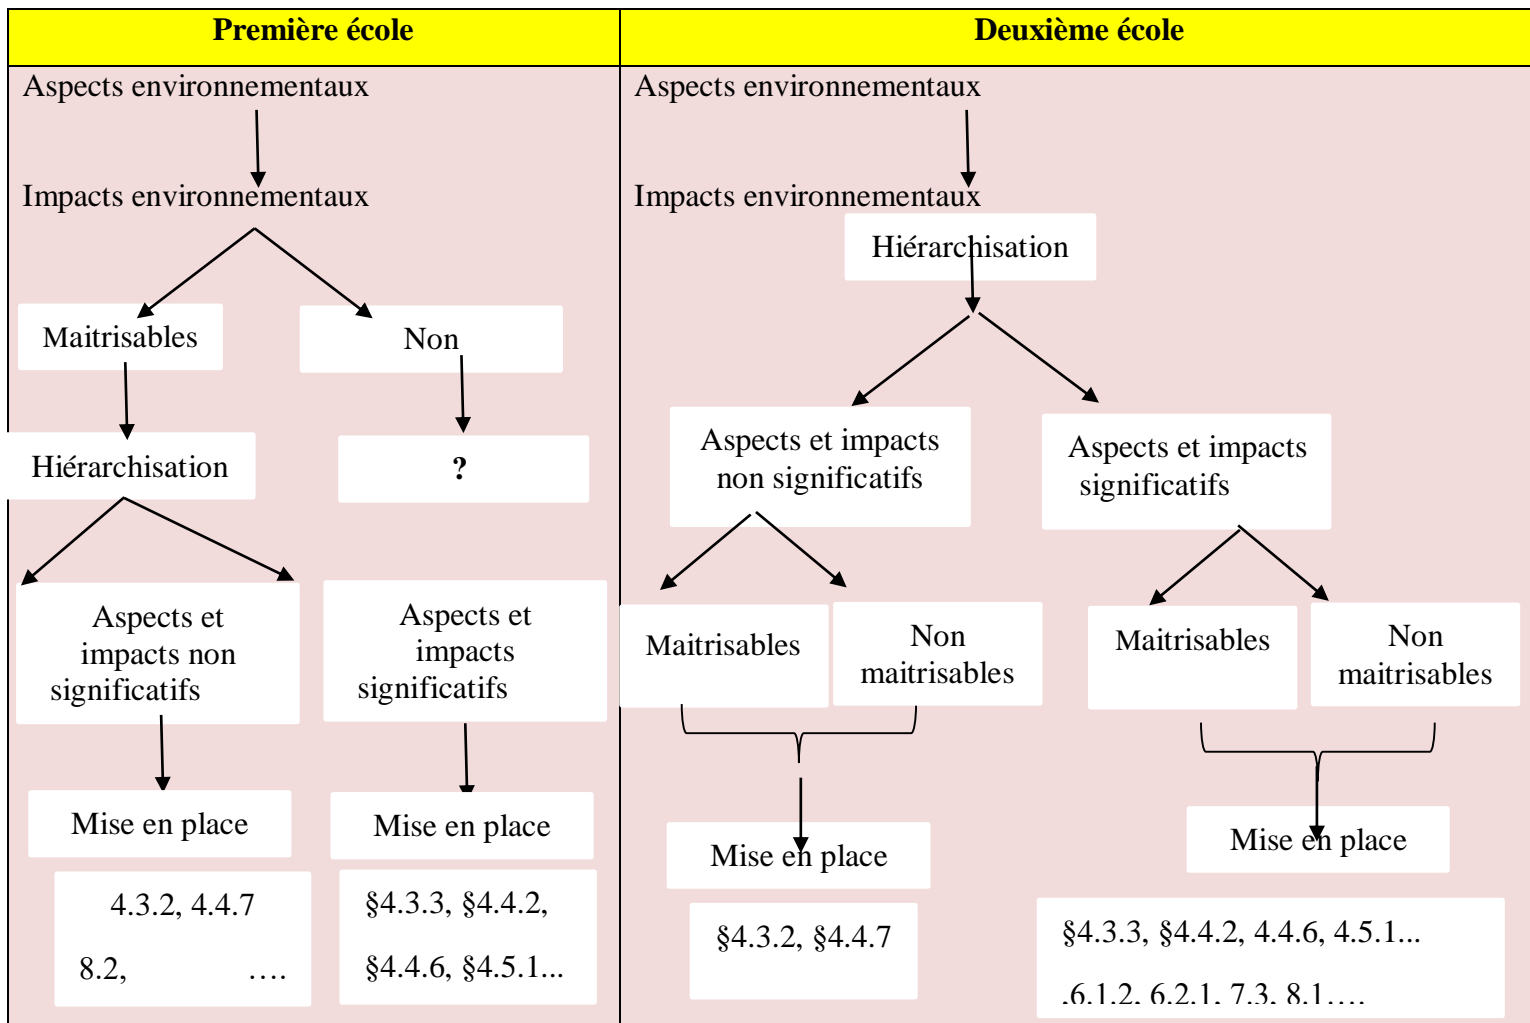 Première école
Aspects environnementaux
Impacts environnementaux
Maitrisables
Non
Hiérarchisation
?
Aspects et
impacts non
significatifs
Aspects et
impacts
significatifs
Mise en place
Mise en place
4.3.2, 4.4.7
8.2, ....
§4.3.3, §4.4.2,
§4.4.6, §4.5.1...
Deuxième école
Aspects environnementaux
Impacts environnementaux
Hiérarchisation
Aspects et impacts
non significatifs
Aspects et impacts
significatifs
Maitrisables
Non
maitrisables
Maitrisables
Non
maitrisables
Mise en place
Mise en place
§4.3.2, §4.4.7
§4.3.3, §4.4.2, 4.4.6, 4.5.1...
,6.1.2, 6.2.1, 7.3, 8.1....